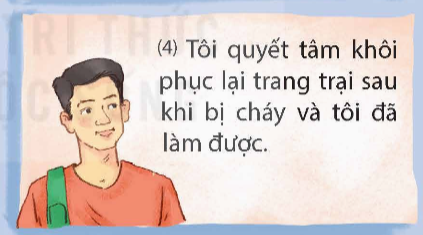 (4) Tôi quyết tâm khôi
phục lại trang trại sau
khi bị cháy và tôi đã
làm được.